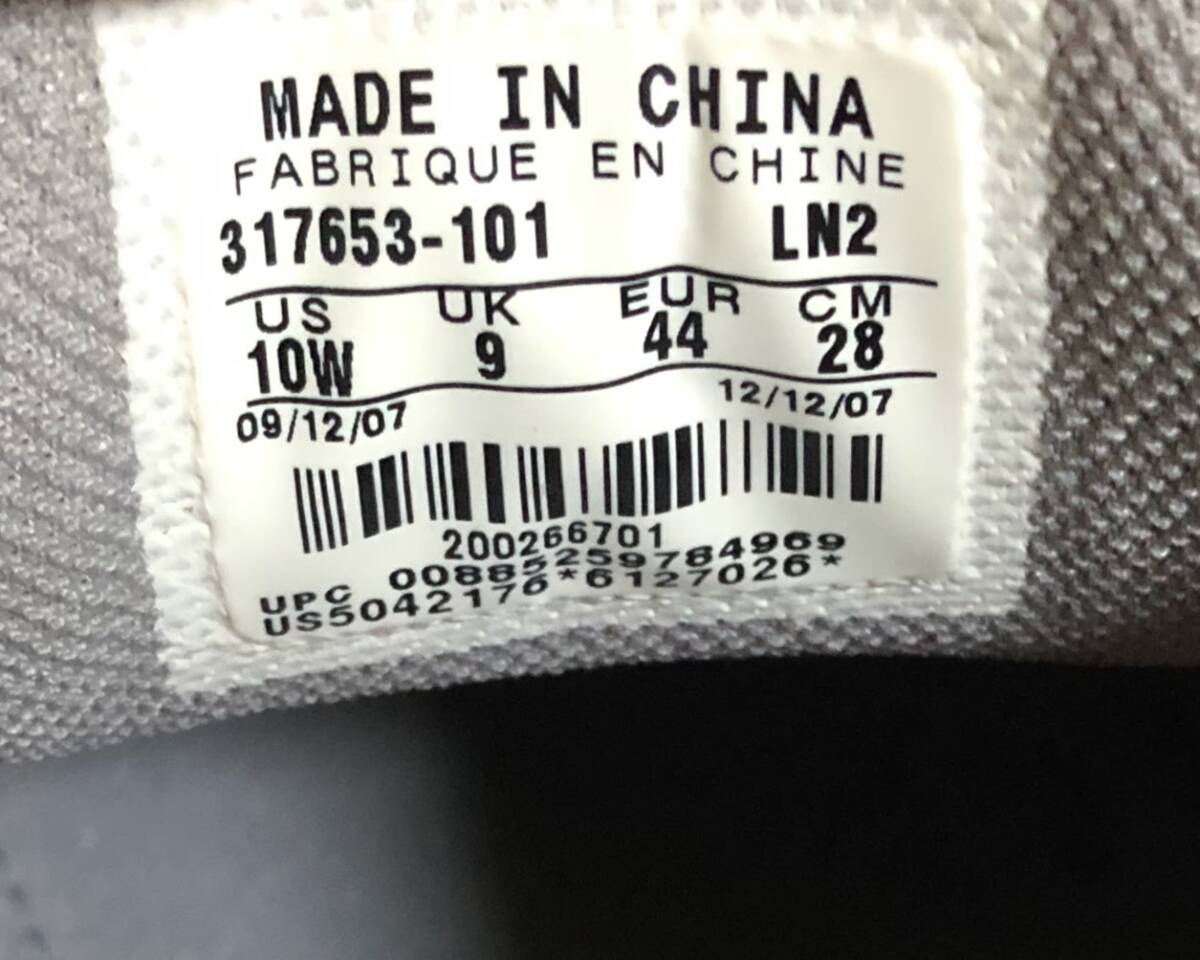 MADE IN CHINA
FABRIQUE EN CHINE
317653-101 LN2
US UK EUR CM
10W 9 44 28
09/12/07 12/12/07
200266701
UPC 00885259784969
US5042176*6127026*